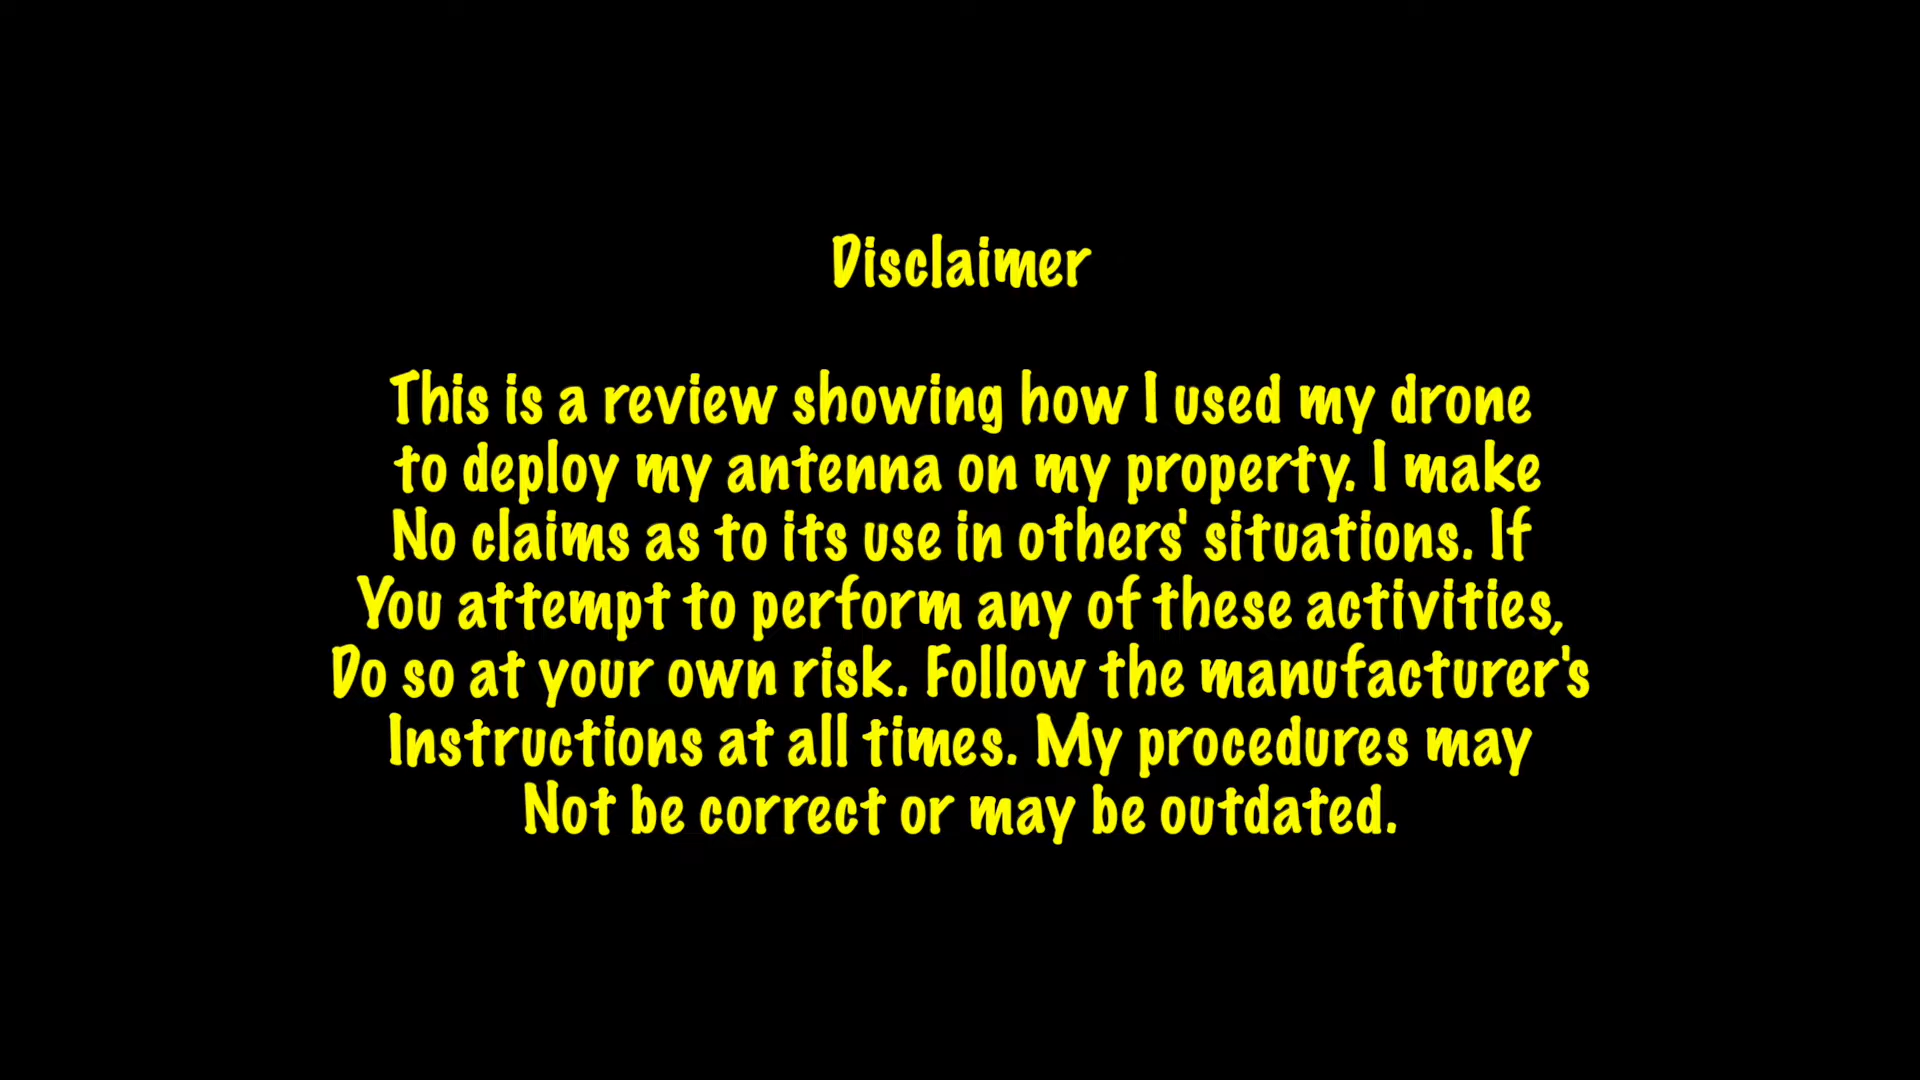 Disclaimer
This is a review showing how I used my drone
to deploy my antenna on my property. I make
No claims as to its use in others' situations. If
You attempt to perform any of these activities,
Do so at your own risk. Follow the manufacturer's
Instructions at all times. My procedures may
Not be correct or may be outdated.